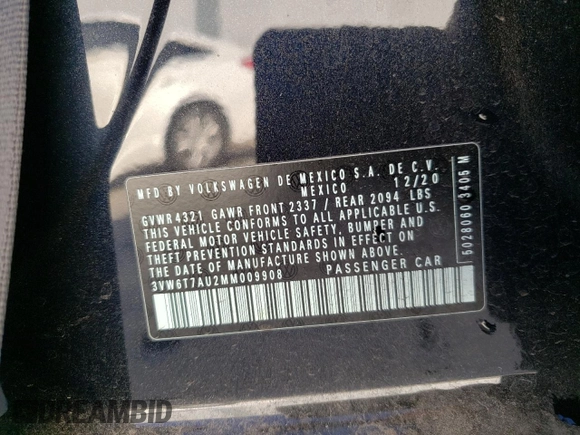 MFD BY VOLKSWAGEN DE MEXICO S.A. DE C.V.
MEXICO 12/20
GVWR 4321 GAWR FRONT 2337 / REAR 2094 LBS
THIS VEHICLE CONFORMS TO ALL APPLICABLE U.S.
FEDERAL MOTOR VEHICLE SAFETY, BUMPER AND
THEFT PREVENTION STANDARDS IN EFFECT ON
THE DATE OF MANUFACTURE SHOWN ABOVE.
3VW6T7AU2MM009908 PASSENGER CAR
5028060 3405 M
DREAMBID